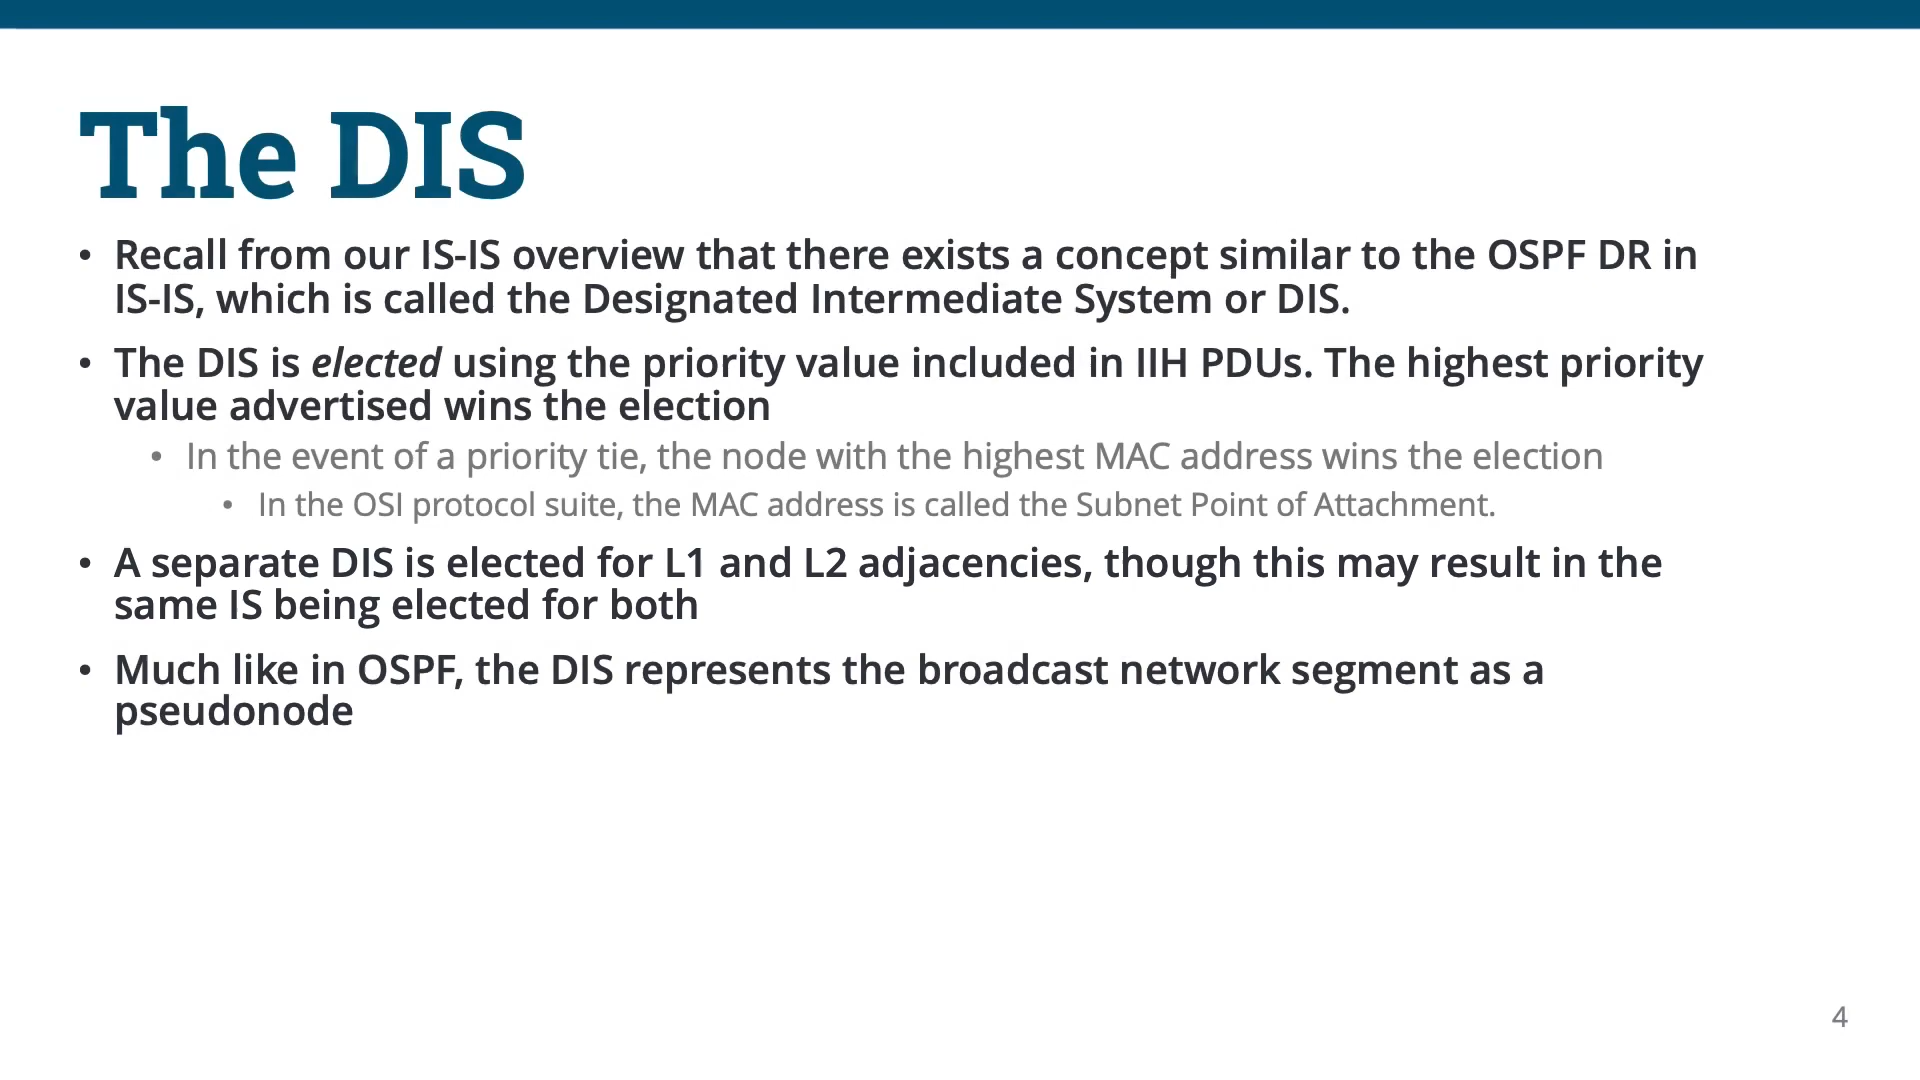 The DIS
• Recall from our IS-IS overview that there exists a concept similar to the OSPF DR in
IS-IS, which is called the Designated Intermediate System or DIS.
• The DIS is elected using the priority value included in IIH PDUs. The highest priority
value advertised wins the election
• In the event of a priority tie, the node with the highest MAC address wins the election
• In the OSI protocol suite, the MAC address is called the Subnet Point of Attachment.
• A separate DIS is elected for L1 and L2 adjacencies, though this may result in the
same IS being elected for both
• Much like in OSPF, the DIS represents the broadcast network segment as a
pseudonode
4